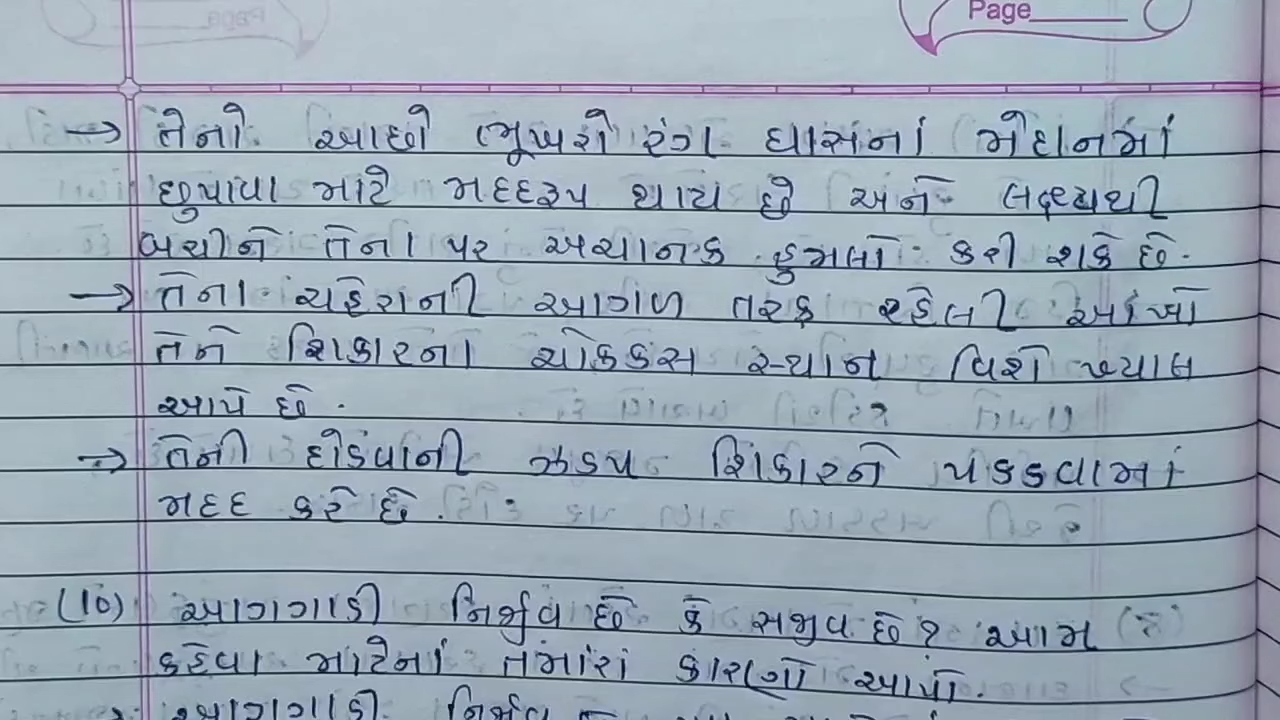 Page
→ તેનો આછો ભૂખરો રંગ ઘાસનાં મેદાનમાં
છુપાવા માટે મદદરૂપ થાય છે અને લક્ષ્યથી
બચીને તેના પર અચાનક હુમલો કરી શકે છે.
→ તેના ચહેરાની આગળ તરફ રહેલી આંખો
તેને શિકારના ચોક્કસ સ્થાન વિશે ખ્યાલ
આપે છે.
→ તેની દોડવાની ઝડપ શિકારને પકડવામાં
મદદ કરે છે.
(10) આગગાડી નિર્જીવ છે કે સજીવ છે? આમ
કહેવા માટેનાં તમારાં કારણો આપો.
આગગાડી નિર્જીવ